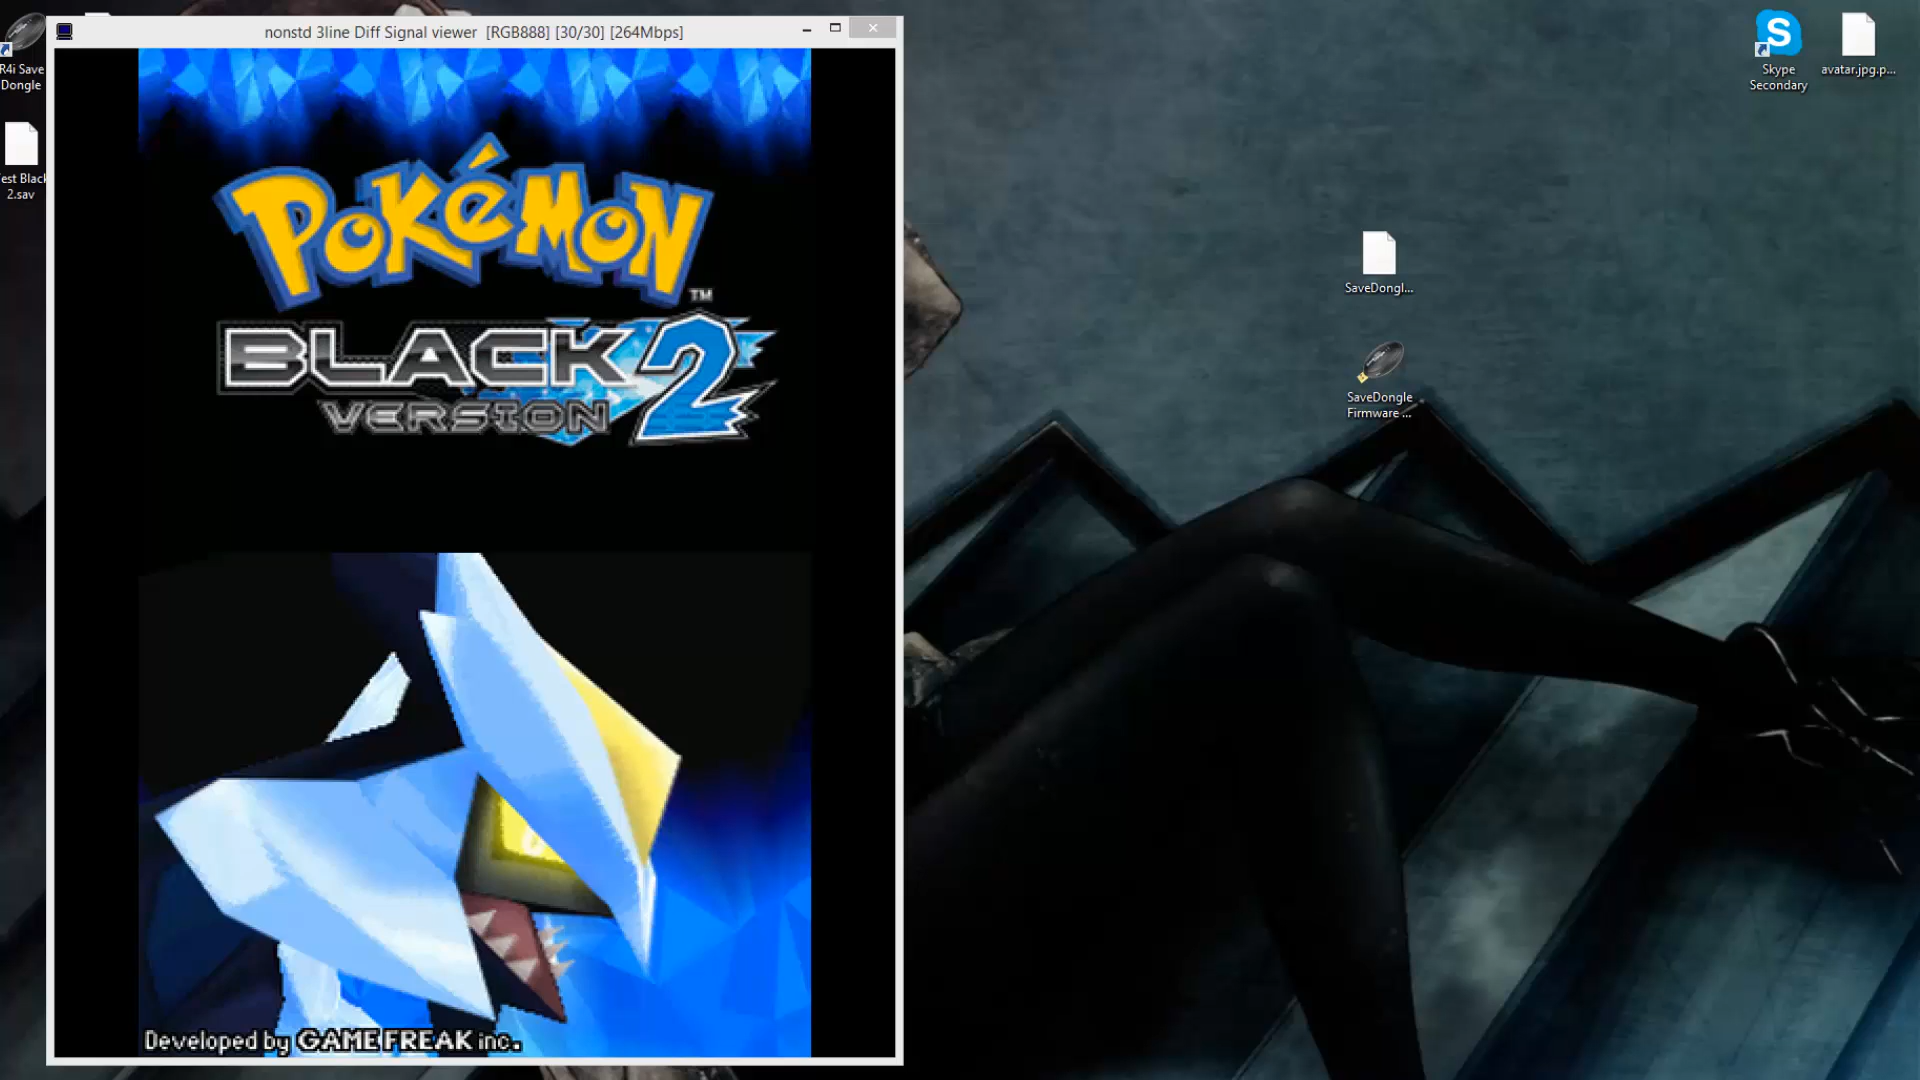 nonstd 3line Diff Signal viewer [RGB888] [30/30] [264Mbps]
R4i Save
Dongle
est Black
2.sav
POKéMON
TM
BLACK
VERSION
2
Developed by GAME FREAK inc.
SaveDongl...
SaveDongle
Firmware ...
Skype
Secondary
avatar.jpg.p...